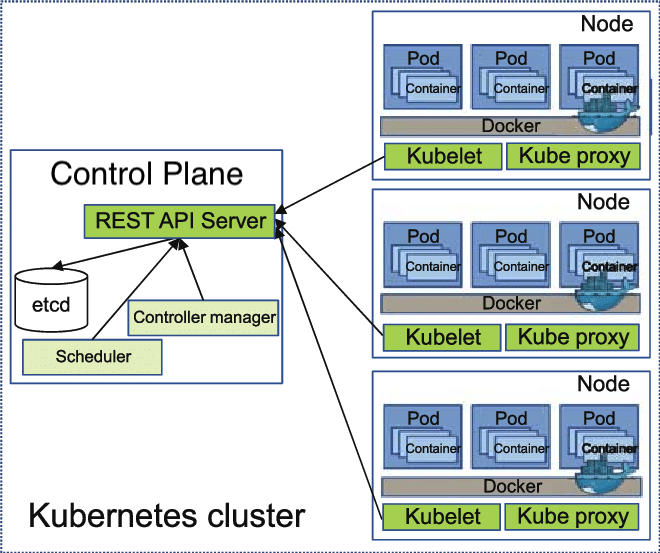 Node
Pod Pod Pod
Container Container Container
Docker
Kubelet Kube proxy
Control Plane
REST API Server
etcd
Controller manager
Scheduler
Node
Pod Pod Pod
Container Container Container
Docker
Kubelet Kube proxy
Node
Pod Pod Pod
Container Container Container
Docker
Kubelet Kube proxy
Kubernetes cluster